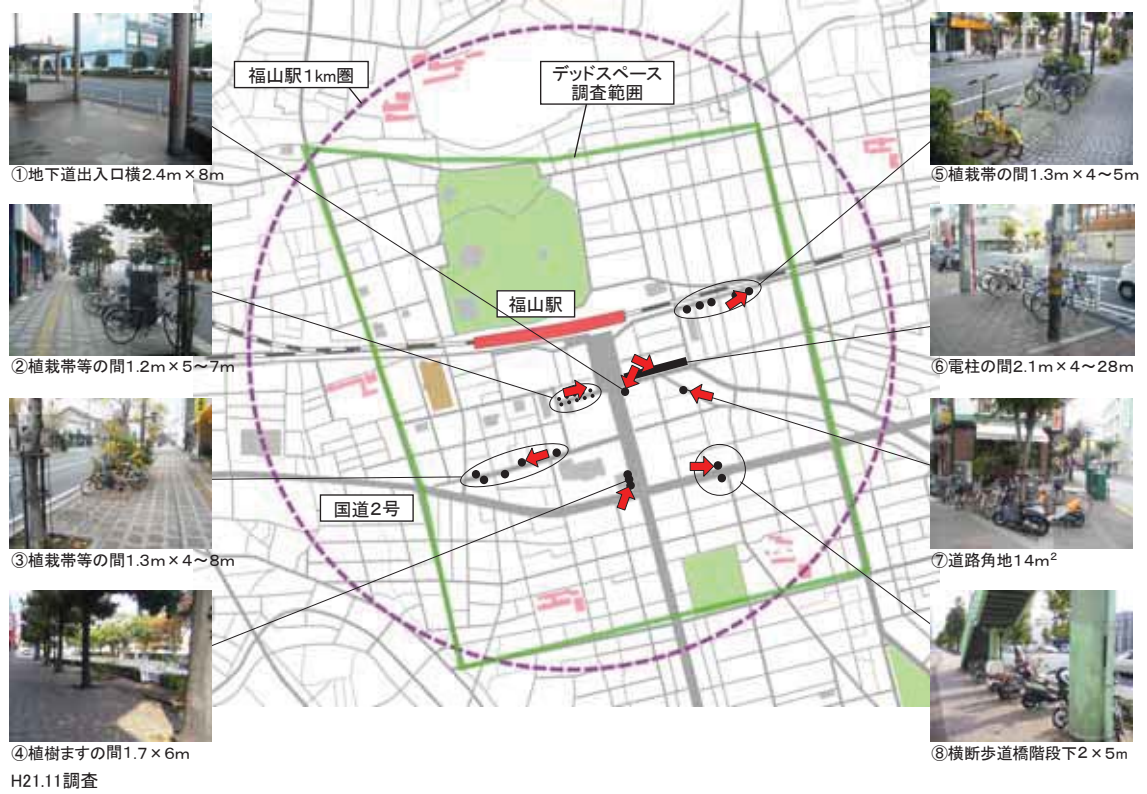 福山駅1km圏
デッドスペース
調査範囲
福山駅
国道2号
①地下道出入口横2.4m×8m
②植栽帯等の間1.2m×5~7m
③植栽帯等の間1.3m×4~8m
④植樹ますの間1.7×6m
H21.11調査
⑤植栽帯の間1.3m×4~5m
⑥電柱の間2.1m×4~28m
⑦道路角地14m²
⑧横断歩道橋階段下2×5m